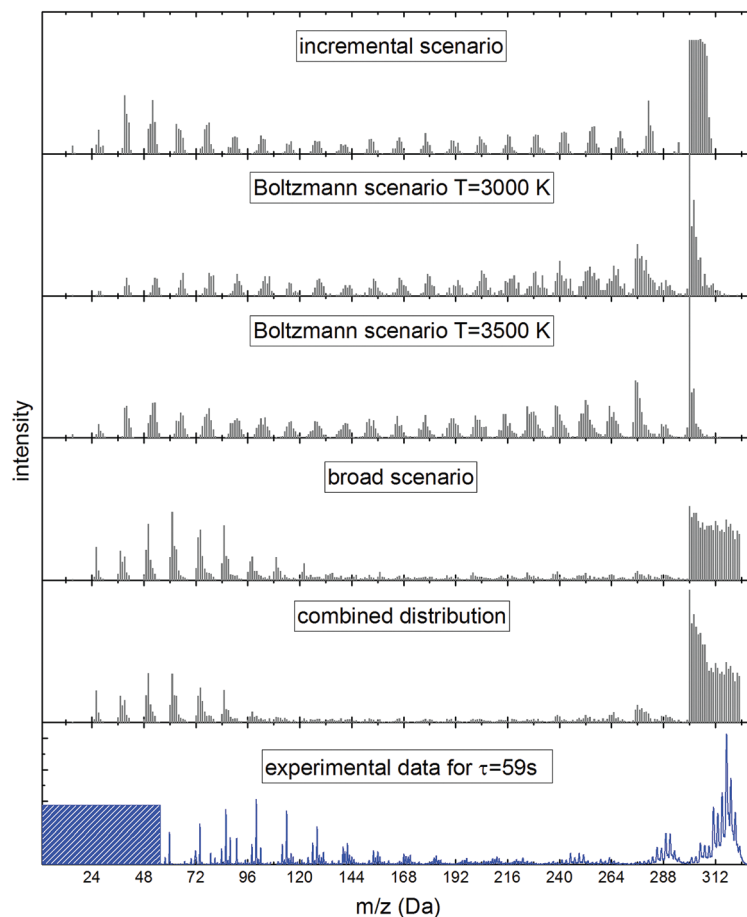 incremental scenario
Boltzmann scenario T=3000 K
Boltzmann scenario T=3500 K
intensity
broad scenario
combined distribution
experimental data for τ=59s
24 48 72 96 120 144 168 192 216 240 264 288 312
m/z (Da)